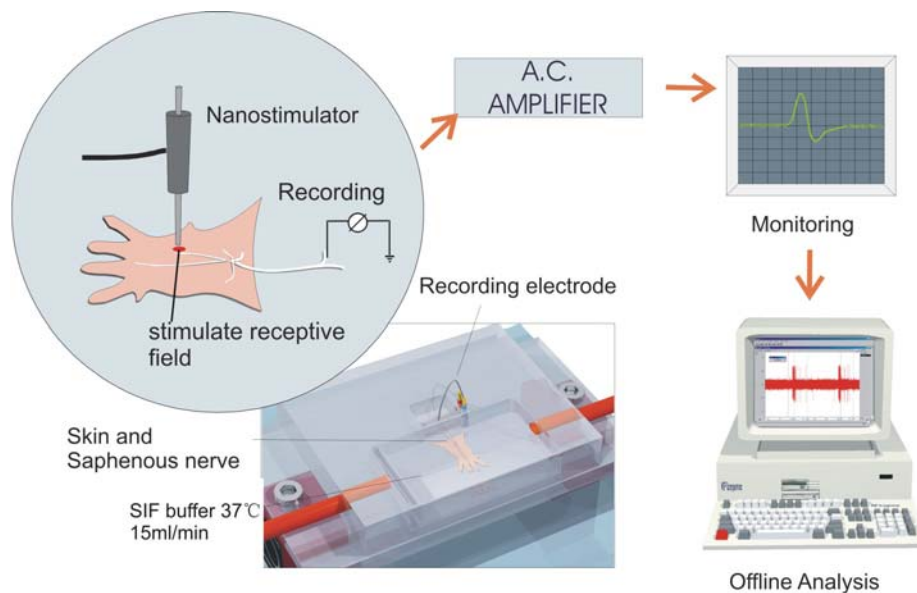 Nanostimulator
Recording
stimulate receptive
field
A.C.
AMPLIFIER
Monitoring
Recording electrode
Skin and
Saphenous nerve
SIF buffer 37℃
15ml/min
Offline Analysis